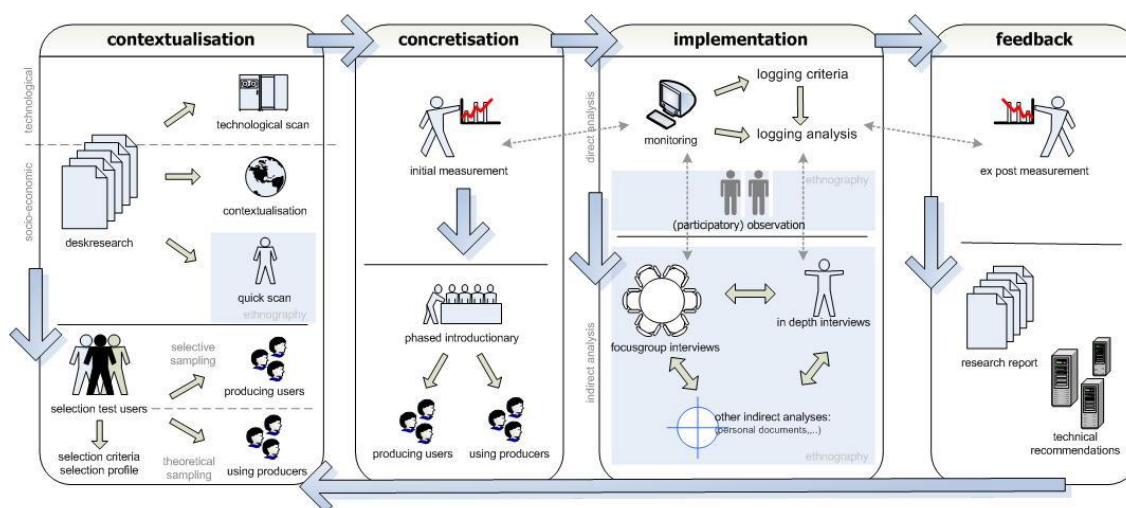 contextualisation
technological
socio-economic
technological scan
contextualisation
deskresearch
quick scan
ethnography
selection test users
selective
sampling
producing users
selection criteria
selection profile
theoretical
sampling
using producers
concretisation
initial measurement
phased introductionary
producing users
using producers
implementation
direct analysis
monitoring
logging criteria
logging analysis
ethnography
(participatory) observation
indirect analysis
focusgroup interviews
in depth interviews
other indirect analyses:
(personal documents,...)
ethnography
feedback
ex post measurement
research report
technical
recommendations